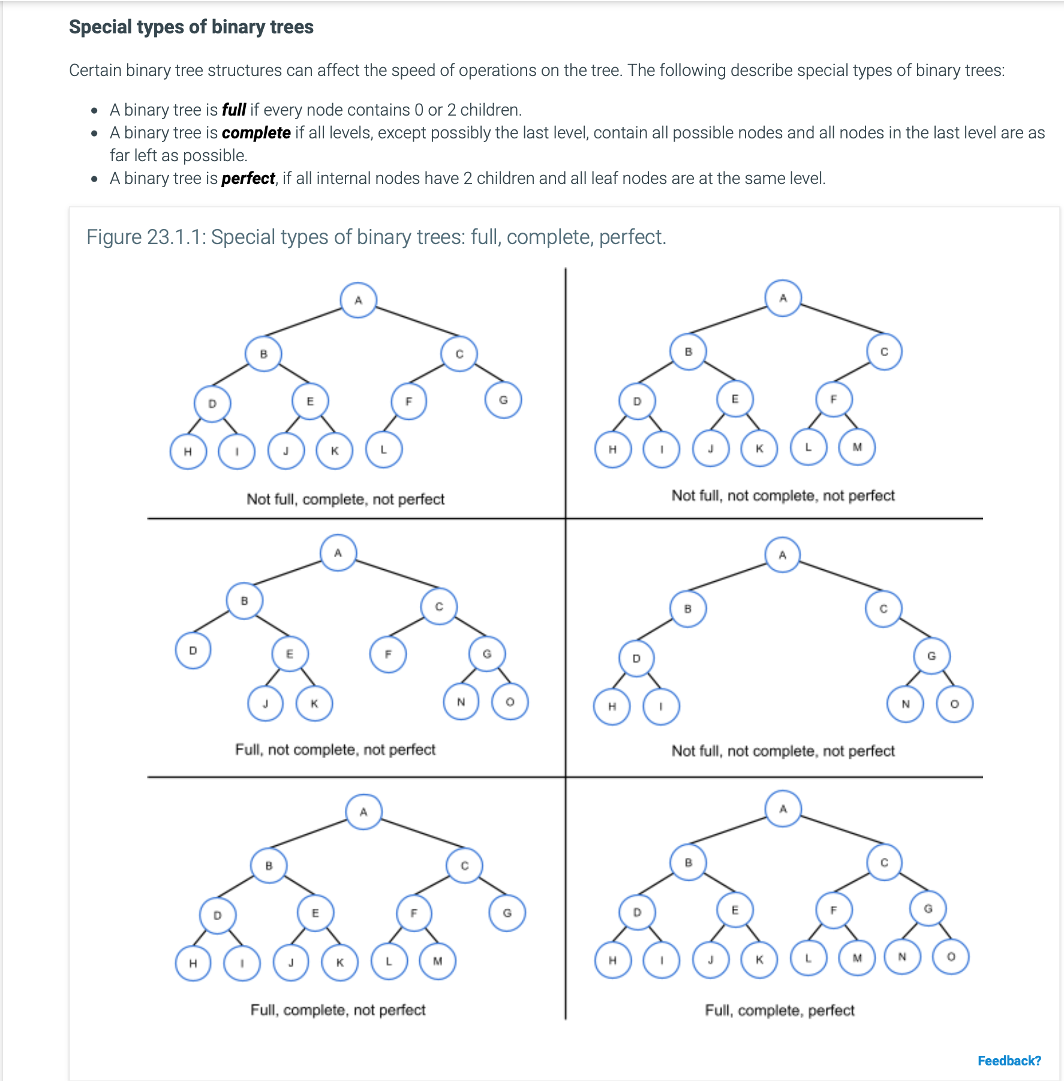 Special types of binary trees
Certain binary tree structures can affect the speed of operations on the tree. The following describe special types of binary trees:
• A binary tree is full if every node contains 0 or 2 children.
• A binary tree is complete if all levels, except possibly the last level, contain all possible nodes and all nodes in the last level are as
far left as possible.
• A binary tree is perfect, if all internal nodes have 2 children and all leaf nodes are at the same level.
Figure 23.1.1: Special types of binary trees: full, complete, perfect.
A
B C
D E F G
H I J K L
Not full, complete, not perfect
A
B C
D E F
H I J K L M
Not full, not complete, not perfect
A
B C
D E F G
J K N O
Full, not complete, not perfect
A
B C
D G
H I N O
Not full, not complete, not perfect
A
B C
D E F G
H I J K L M
Full, complete, not perfect
A
B C
D E F G
H I J K L M N O
Full, complete, perfect
Feedback?